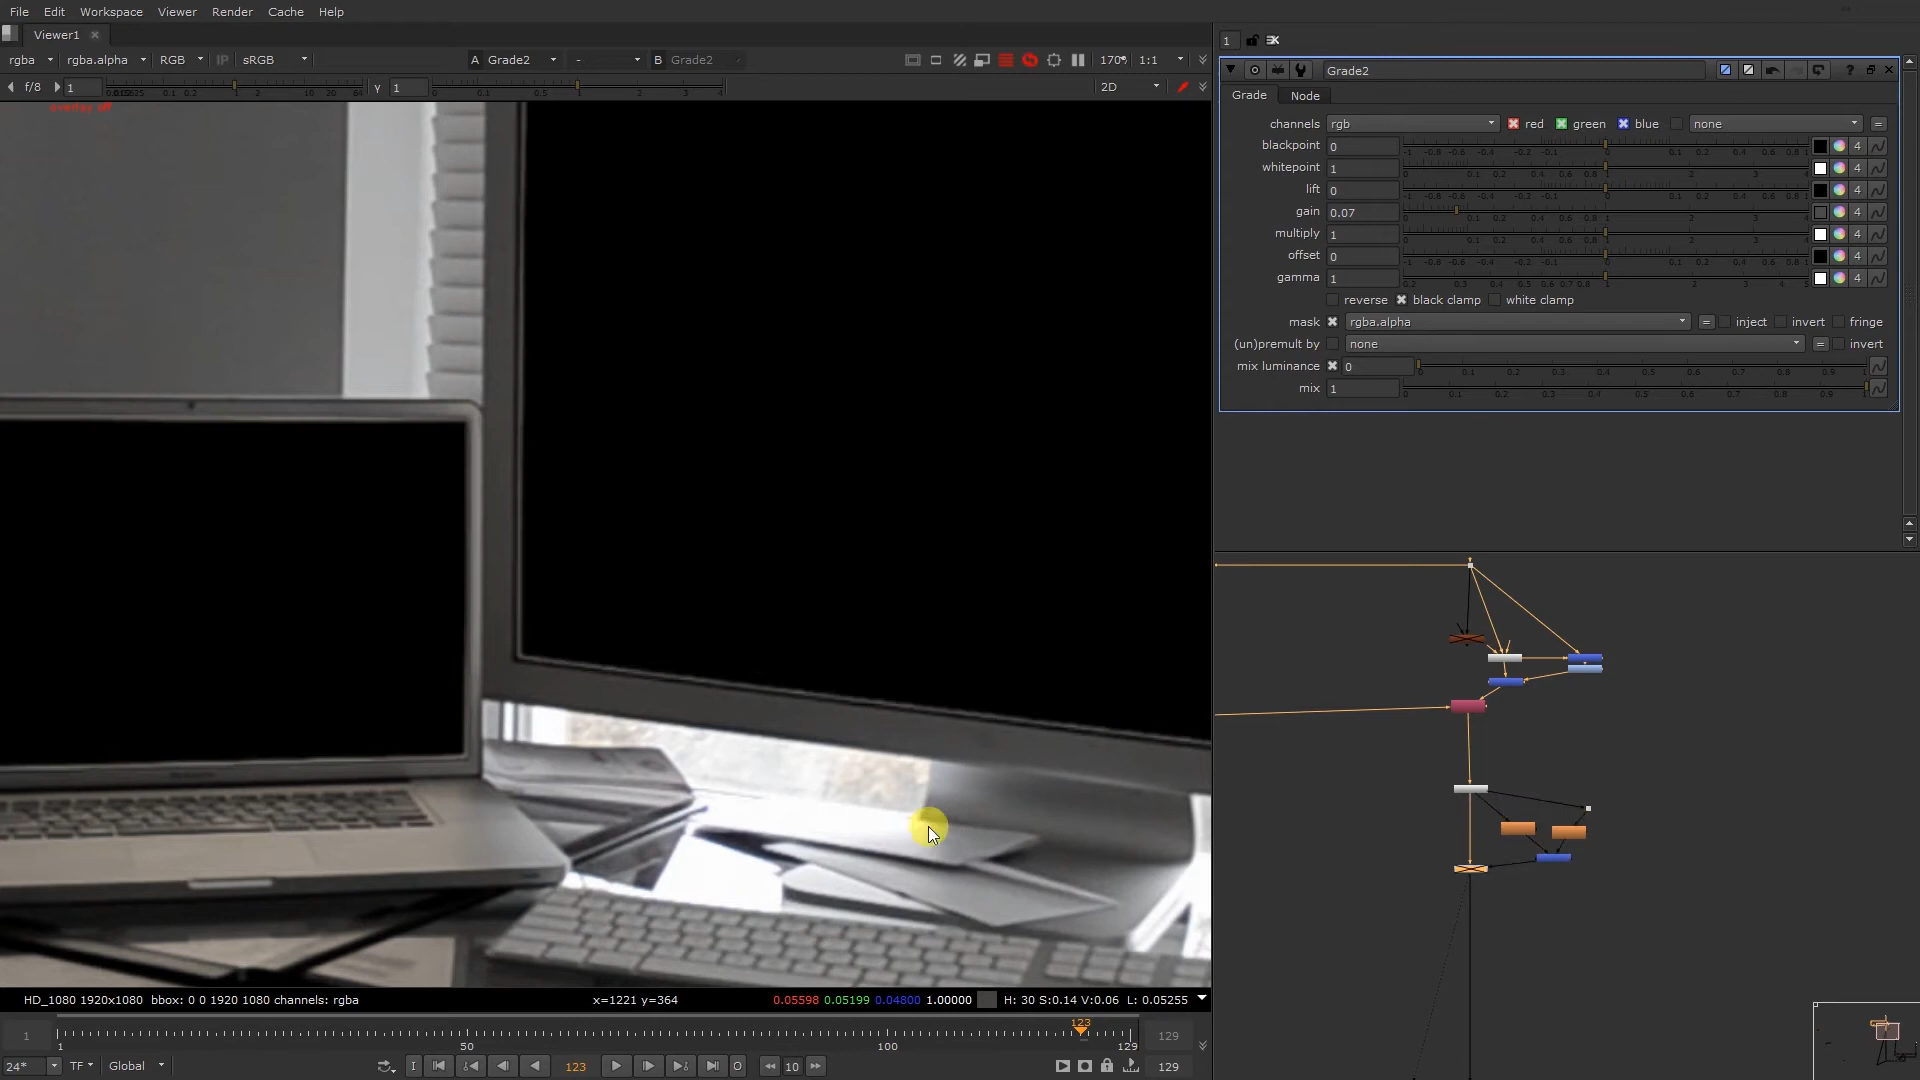 File Edit Workspace Viewer Render Cache Help
Viewer1
rgba rgba.alpha RGB IP sRGB A Grade2 - B Grade2 1:1
f/8 1 γ 1 2D
Grade2
Grade Node
channels rgb red green blue none =
blackpoint 0
whitepoint 1
lift 0
gain 0.07
multiply 1
offset 0
gamma 1
reverse black clamp white clamp
mask rgba.alpha = inject invert fringe
(un)premult by none = invert
mix luminance 0
mix 1
HD_1080 1920x1080 bbox: 0 0 1920 1080 channels: rgba x=1221 y=364 0.05598 0.05199 0.04800 1.00000 H: 30 S:0.14 V:0.06 L: 0.05255
1 1 50 100 123 129 129
24* TF Global 123 10 129